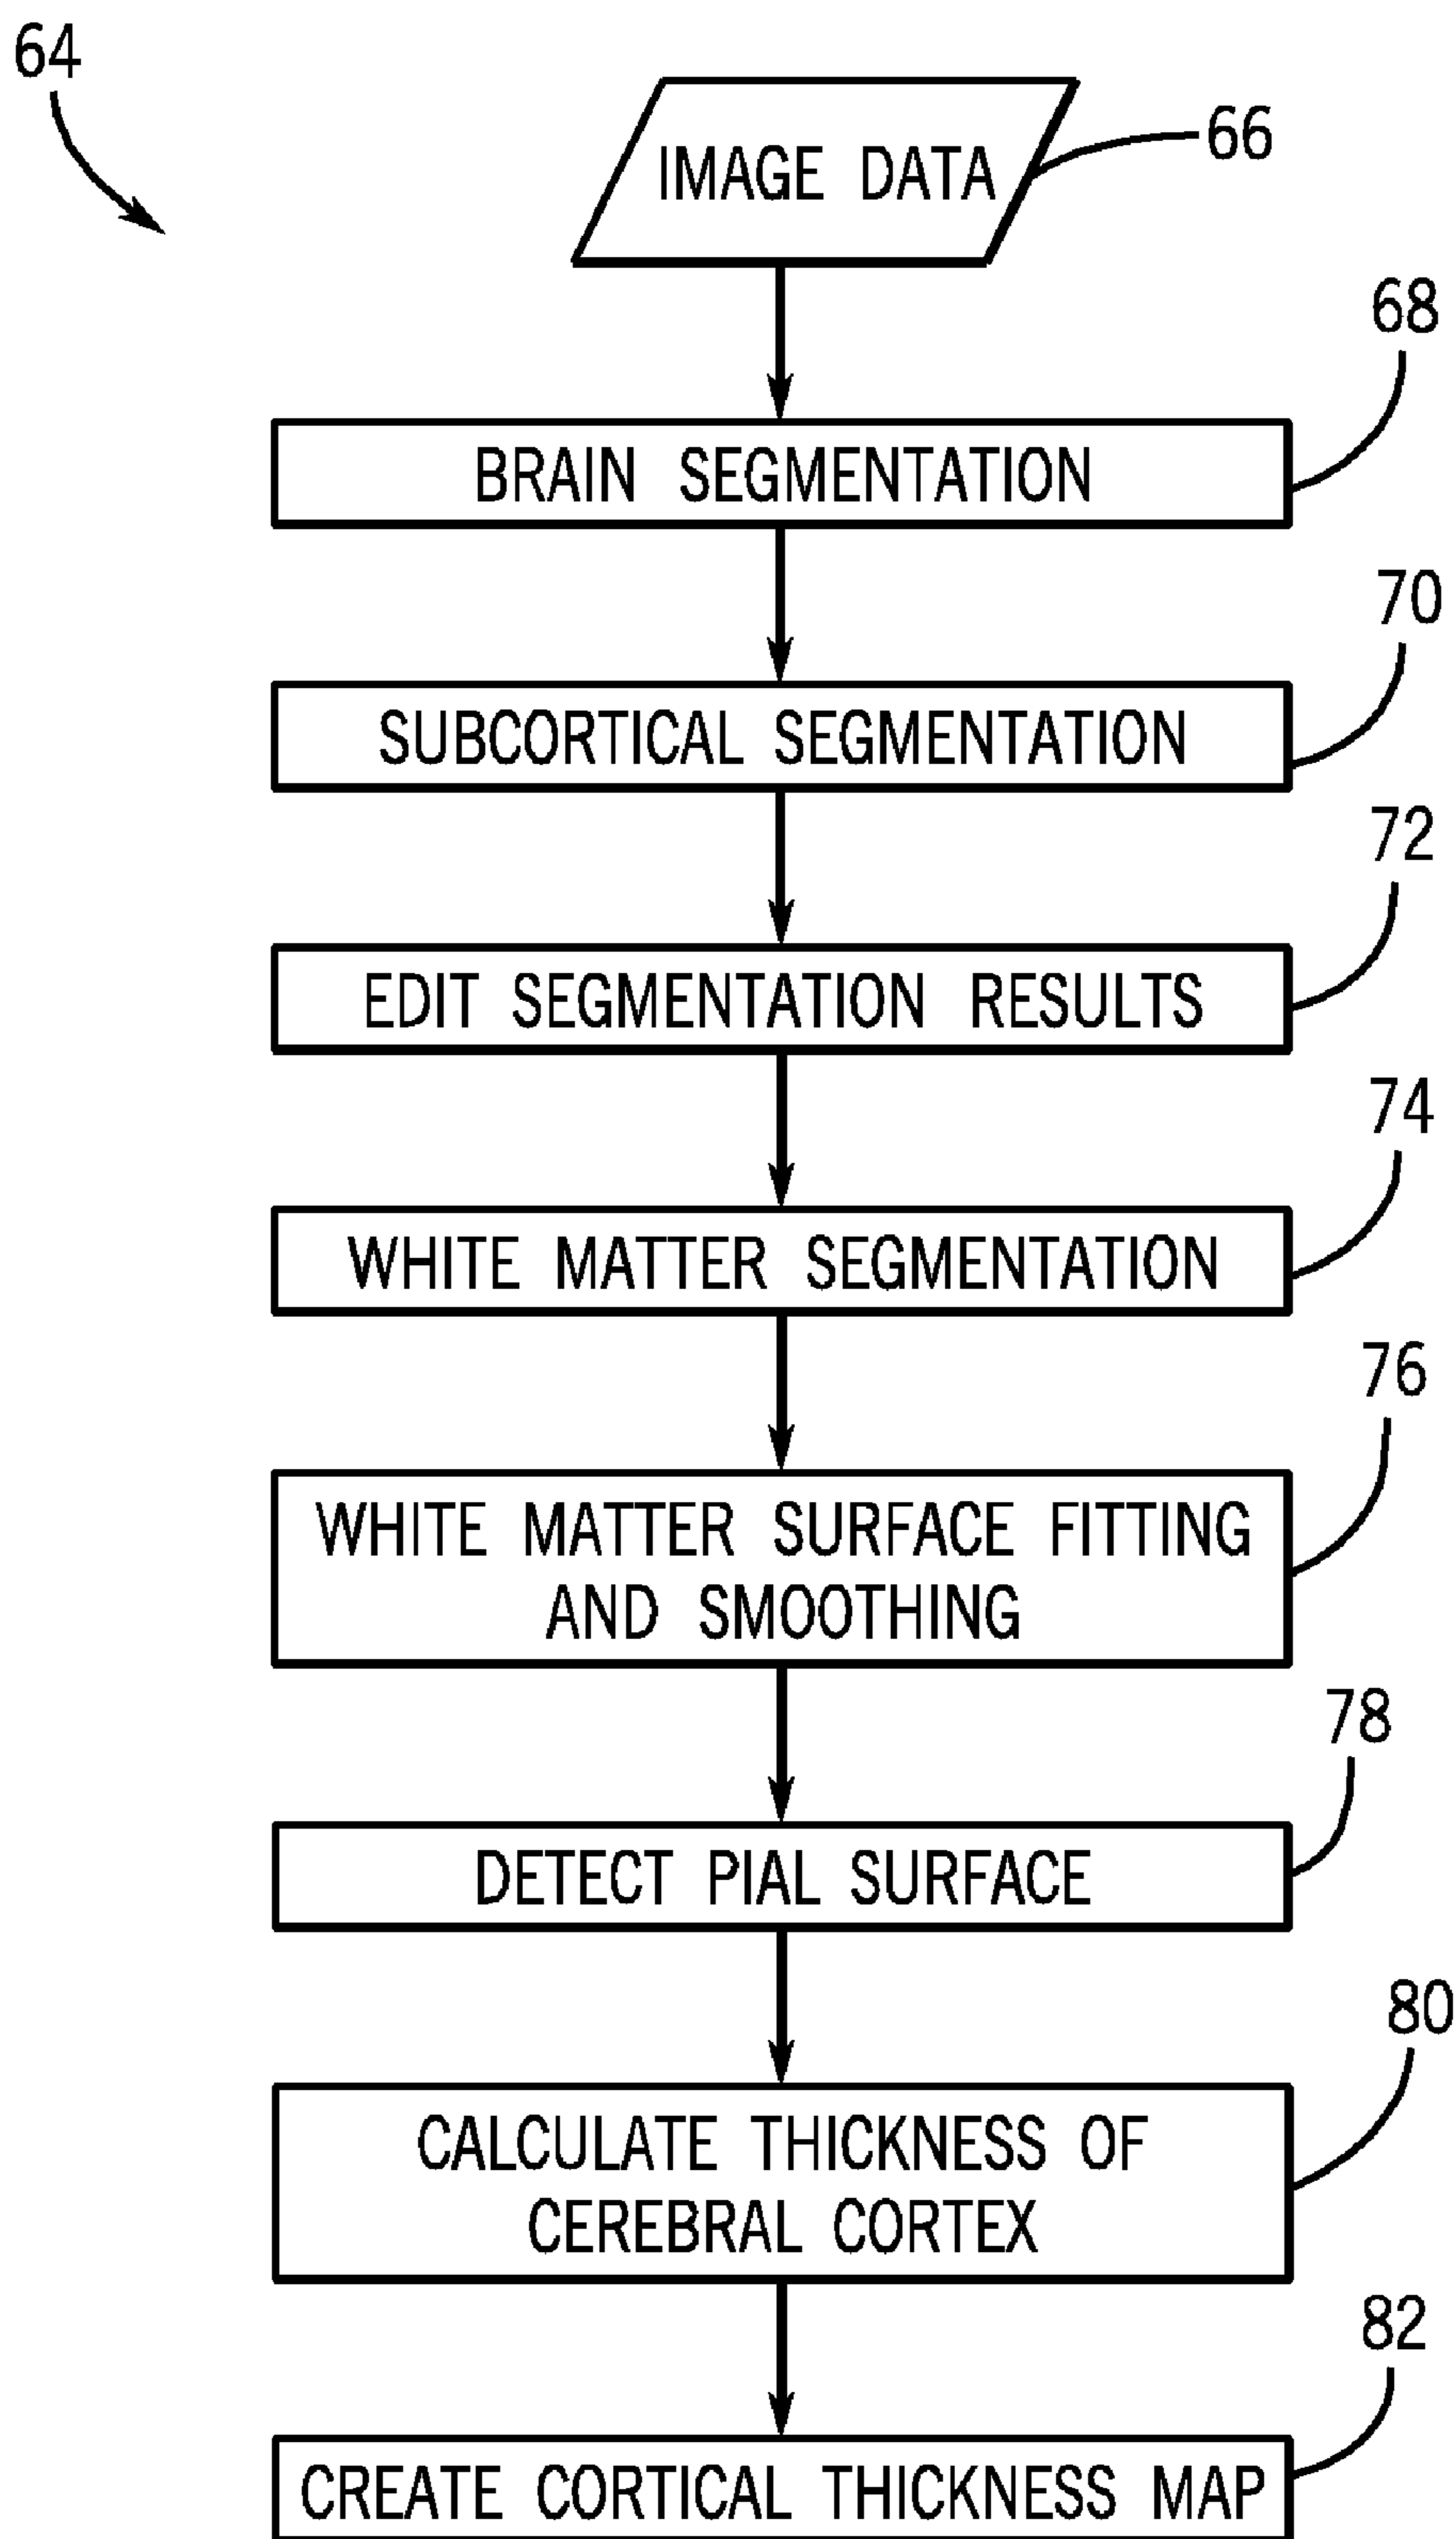 64
IMAGE DATA
66
68
BRAIN SEGMENTATION
70
SUBCORTICAL SEGMENTATION
72
EDIT SEGMENTATION RESULTS
74
WHITE MATTER SEGMENTATION
76
WHITE MATTER SURFACE FITTING
AND SMOOTHING
78
DETECT PIAL SURFACE
80
CALCULATE THICKNESS OF
CEREBRAL CORTEX
82
CREATE CORTICAL THICKNESS MAP